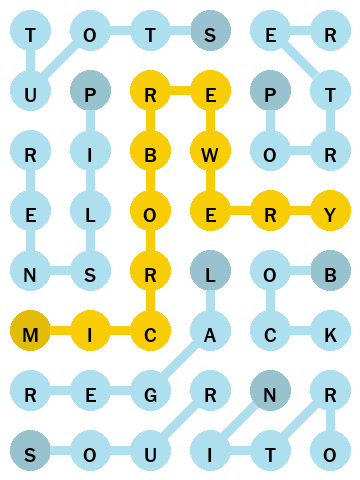 T O T S E R
U P R E P T
R I B W O R
E L O E R Y
N S R L O B
M I C A C K
R E G R N R
S O U I T O